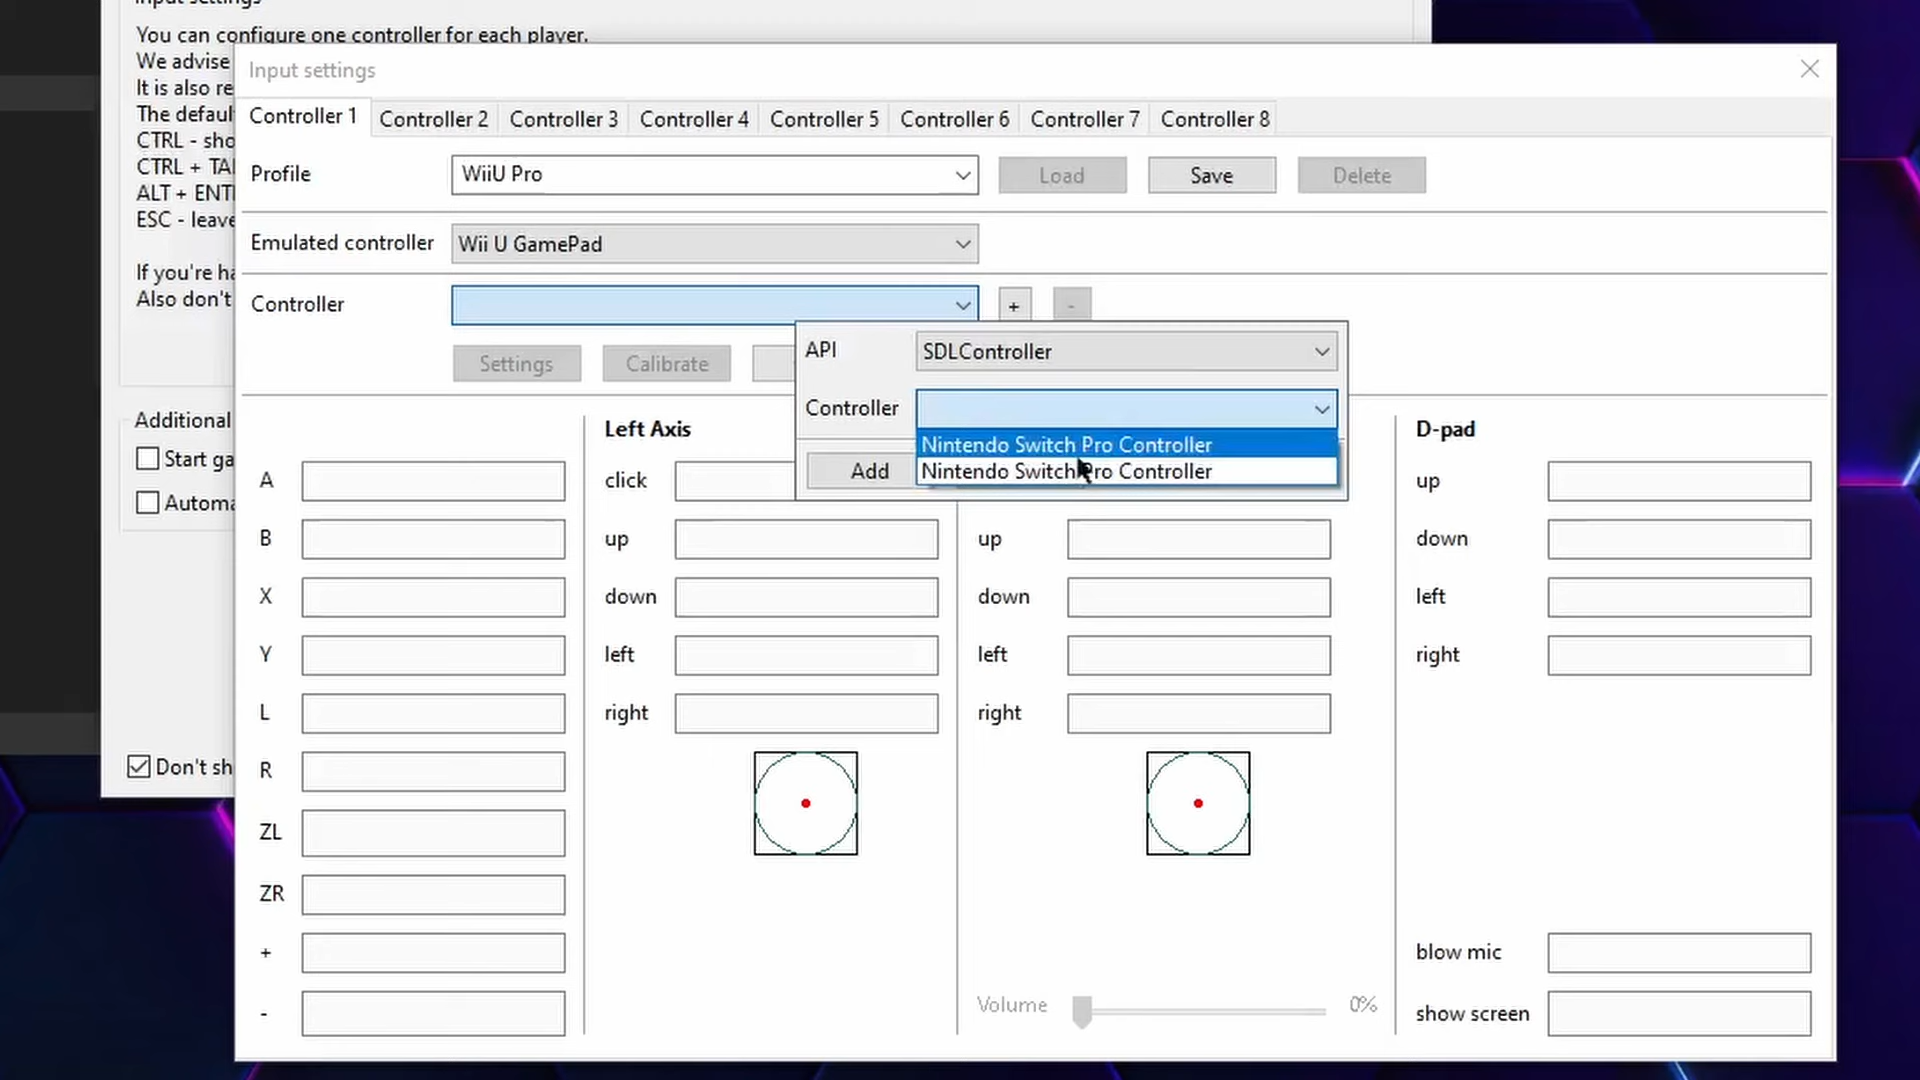 Input settings
You can configure one controller for each player.
We advise
It is also re
The defaul
CTRL - sho
CTRL + TA
ALT + ENT
ESC - leave
If you're ha
Also don't
Additional
Start ga
Automa
Don't sh
Input settings
Controller 1 Controller 2 Controller 3 Controller 4 Controller 5 Controller 6 Controller 7 Controller 8
Profile WiiU Pro Load Save Delete
Emulated controller Wii U GamePad
Controller + -
Settings Calibrate
API SDLController
Controller
Nintendo Switch Pro Controller
Nintendo Switch Pro Controller
Add
Left Axis D-pad
A click up
B up up down
X down down left
Y left left right
L right right
R
ZL
ZR
+ blow mic
- Volume 0% show screen